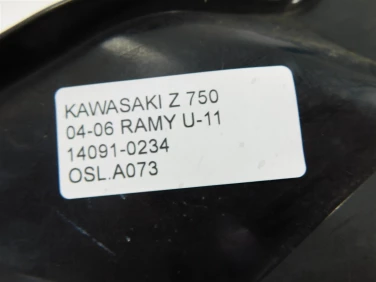 KAWASAKI Z 750
04-06 RAMY U-11
14091-0234
OSL.A073